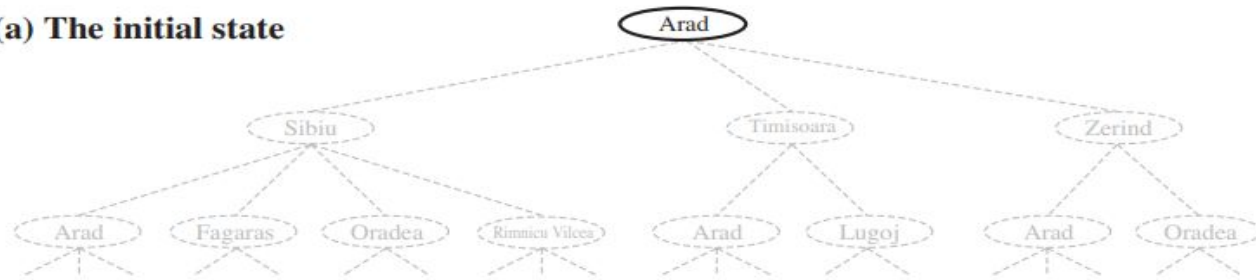 (a) The initial state
Arad
Sibiu Timisoara Zerind
Arad Fagaras Oradea Rimnicu Vilcea Arad Lugoj Arad Oradea